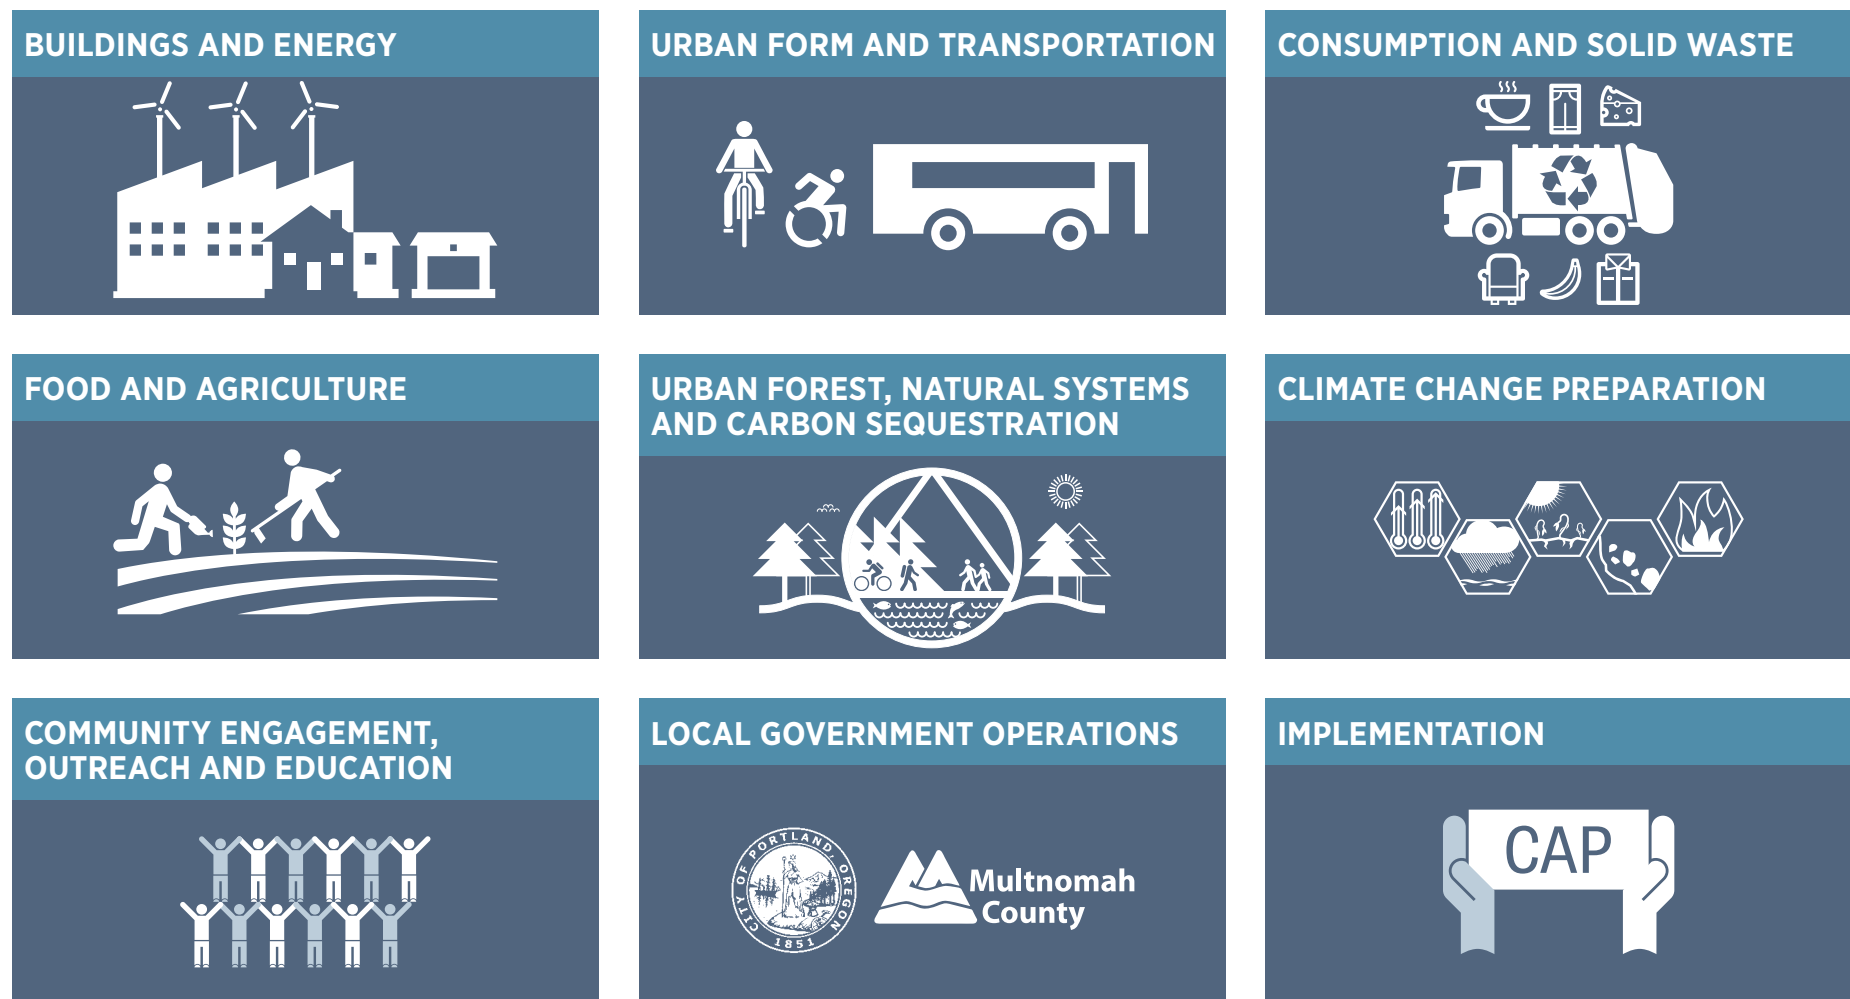 BUILDINGS AND ENERGY
URBAN FORM AND TRANSPORTATION
CONSUMPTION AND SOLID WASTE
FOOD AND AGRICULTURE
URBAN FOREST, NATURAL SYSTEMS
AND CARBON SEQUESTRATION
CLIMATE CHANGE PREPARATION
COMMUNITY ENGAGEMENT,
OUTREACH AND EDUCATION
LOCAL GOVERNMENT OPERATIONS
CITY OF PORTLAND, OREGON
1851
Multnomah
County
IMPLEMENTATION
CAP